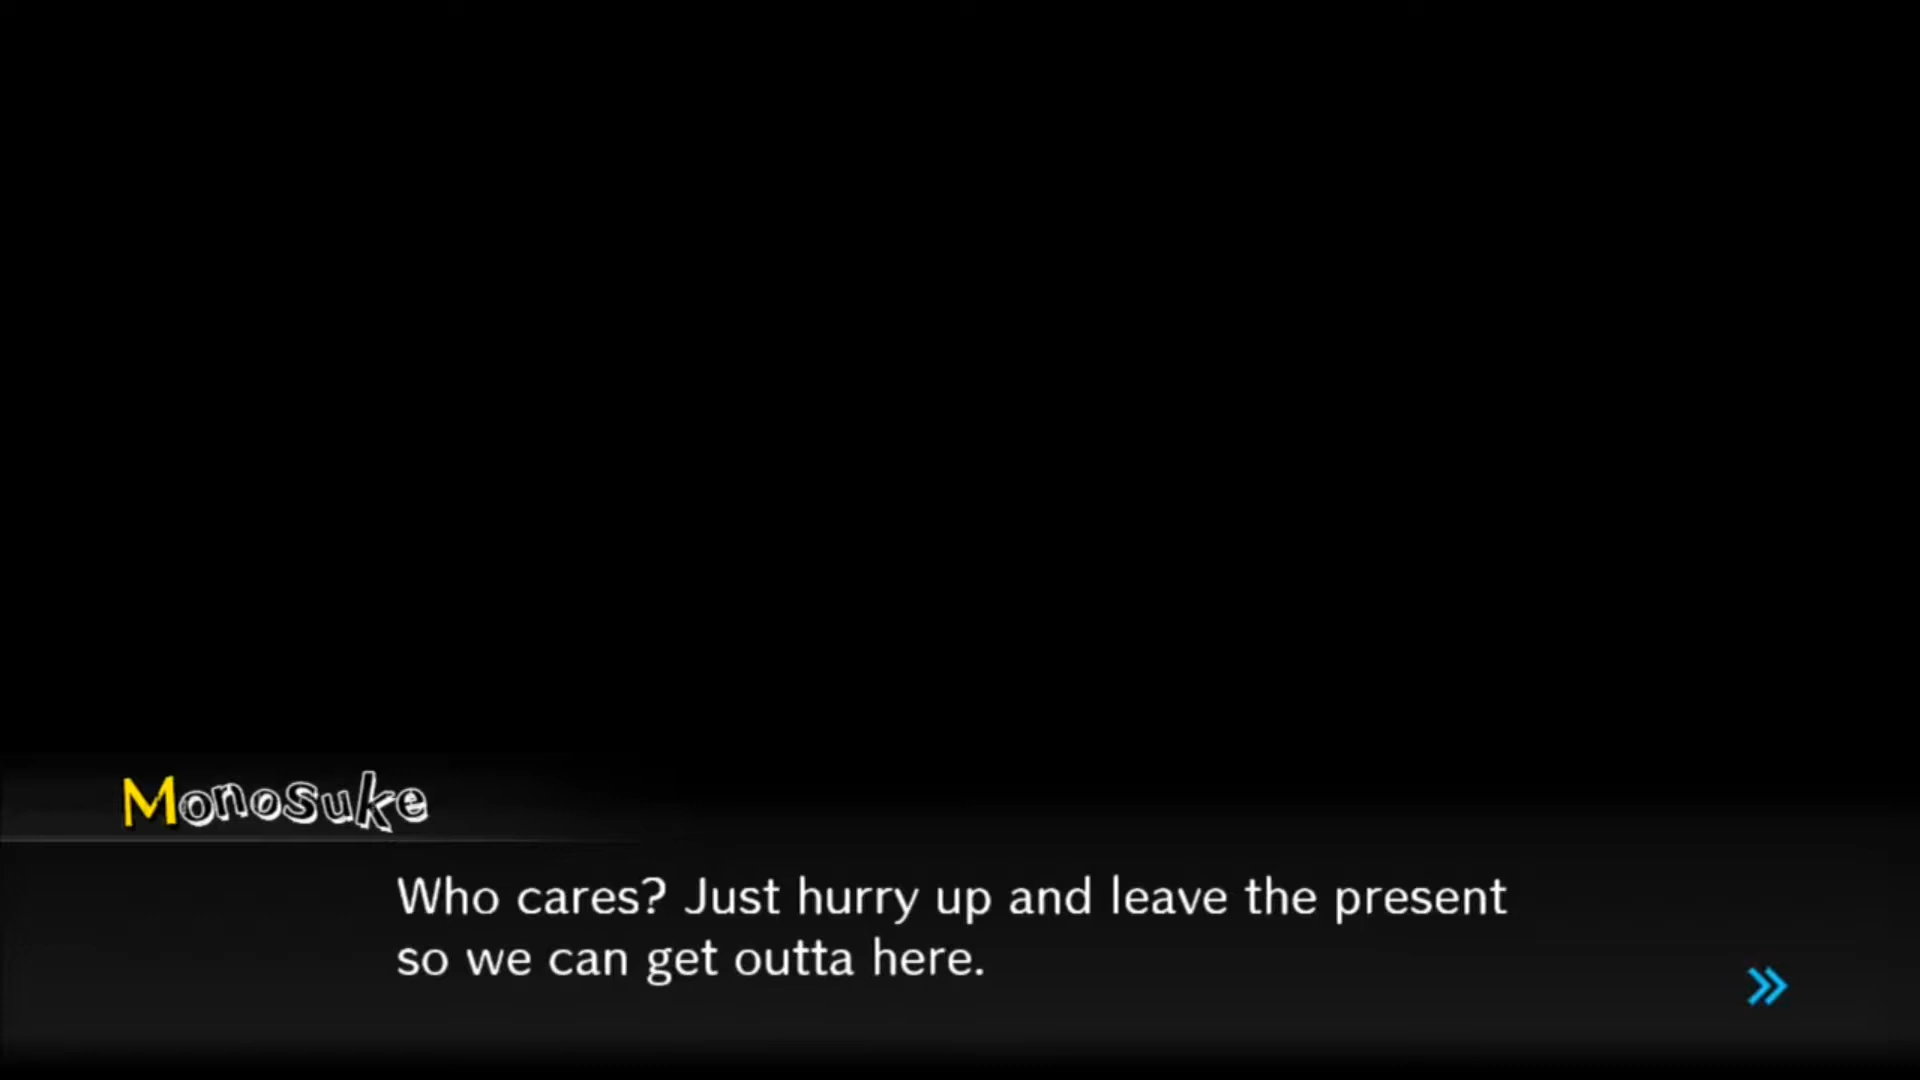 Monosuke
Who cares? Just hurry up and leave the present
so we can get outta here.